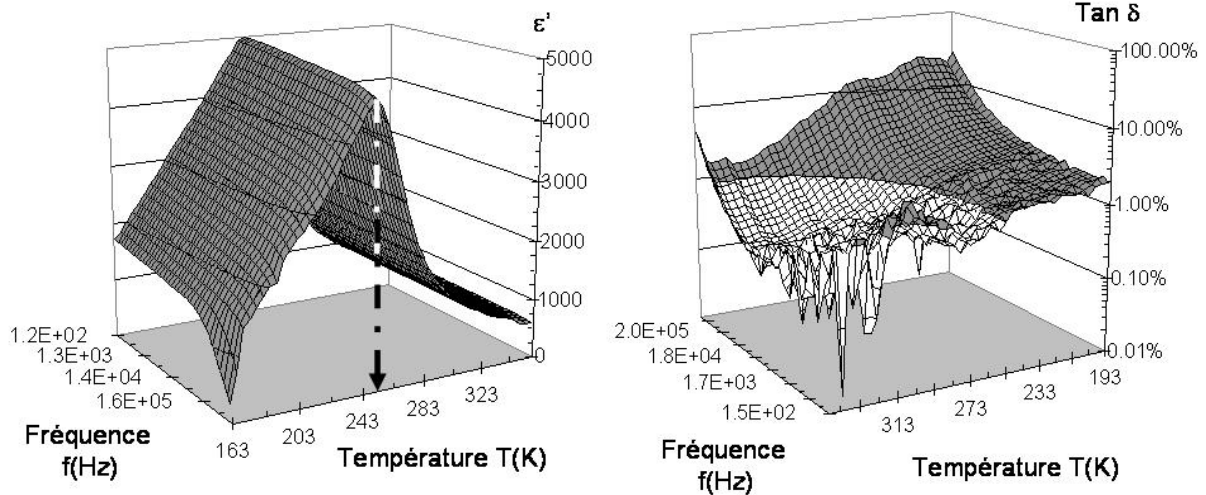 ε'
5000
4000
3000
2000
1000
0
1.2E+02
1.3E+03
1.4E+04
1.6E+05
163
203
243
283
323
Fréquence
f(Hz)
Température T(K)
Tan δ
100.00%
10.00%
1.00%
0.10%
0.01%
2.0E+05
1.8E+04
1.7E+03
1.5E+02
313
273
233
193
Fréquence
f(Hz)
Température T(K)